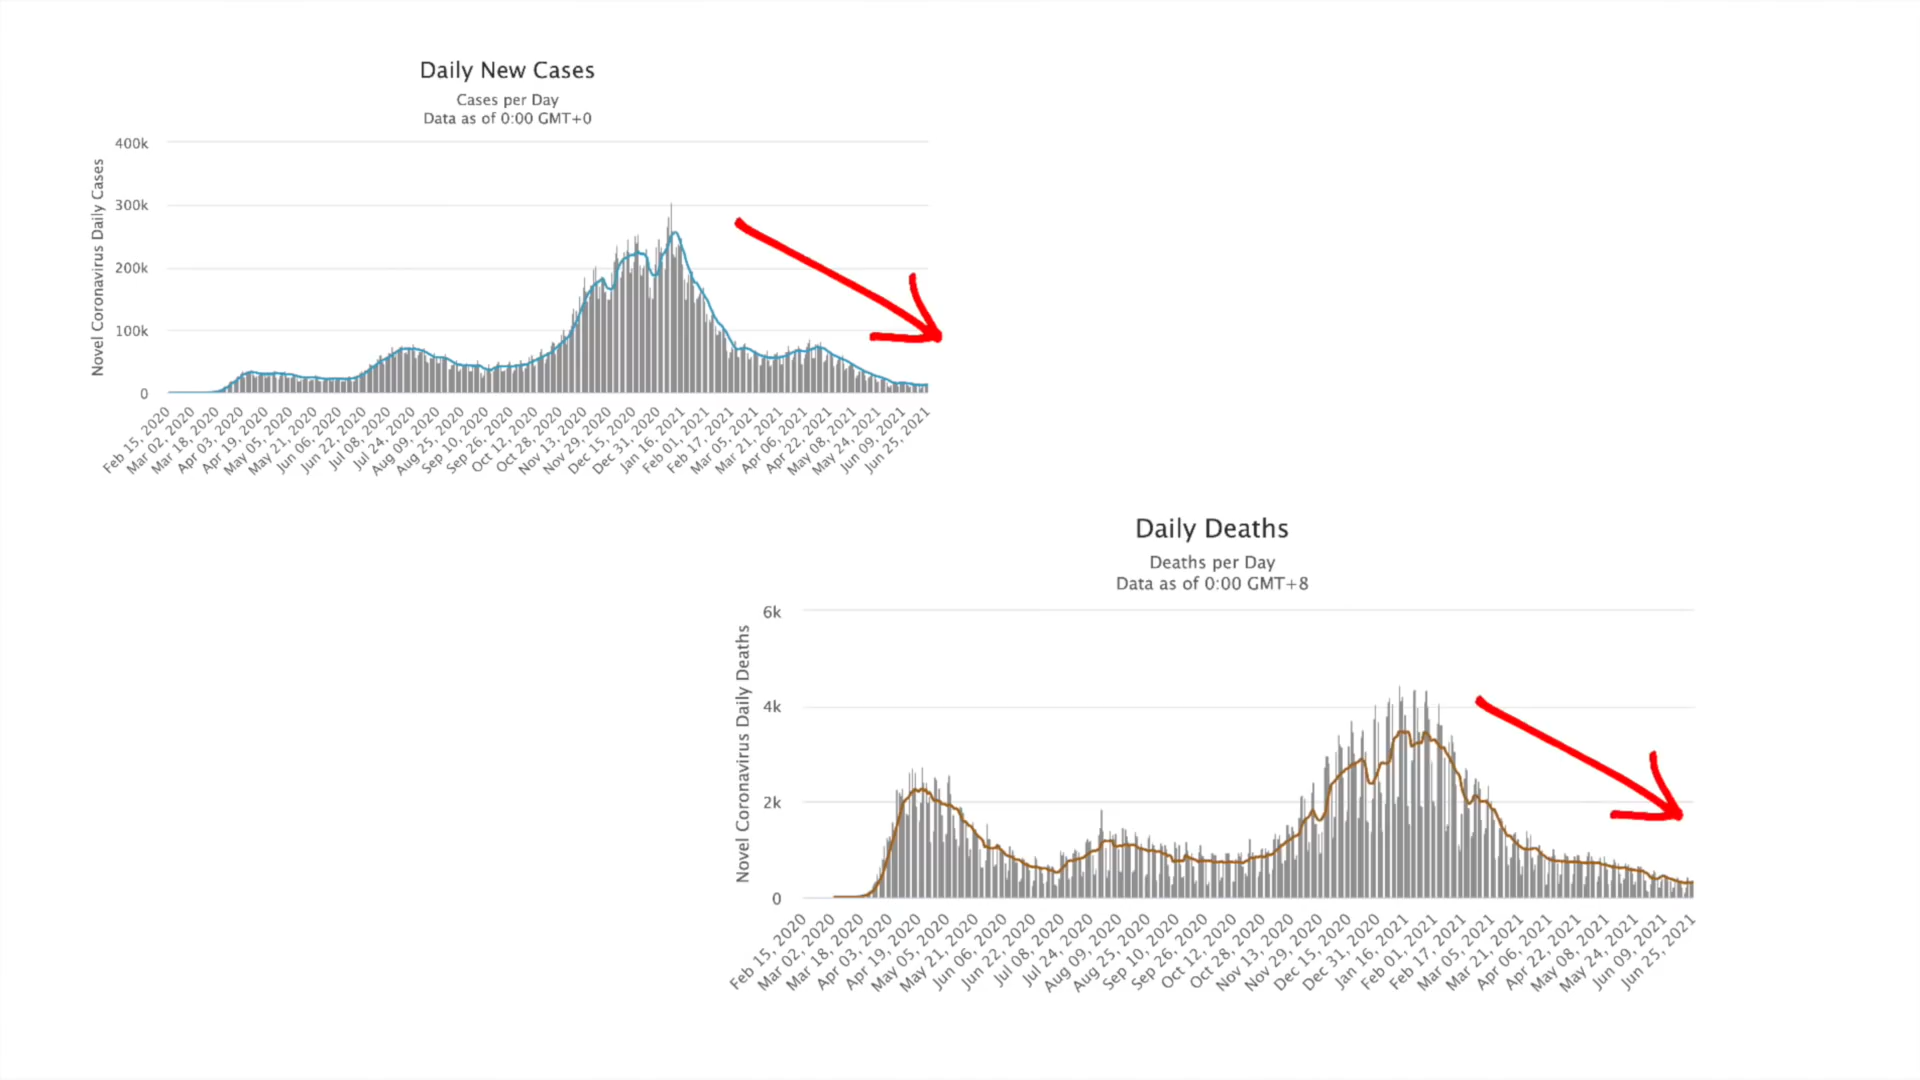 Daily New Cases
Cases per Day
Data as of 0:00 GMT+0
Novel Coronavirus Daily Cases
400k
300k
200k
100k
0
Feb 15, 2020
Mar 02, 2020
Mar 18, 2020
Apr 03, 2020
Apr 19, 2020
May 05, 2020
May 21, 2020
Jun 06, 2020
Jun 22, 2020
Jul 08, 2020
Jul 24, 2020
Aug 09, 2020
Aug 25, 2020
Sep 10, 2020
Sep 26, 2020
Oct 12, 2020
Oct 28, 2020
Nov 13, 2020
Nov 29, 2020
Dec 15, 2020
Dec 31, 2020
Jan 16, 2021
Feb 01, 2021
Feb 17, 2021
Mar 05, 2021
Mar 21, 2021
Apr 06, 2021
Apr 22, 2021
May 08, 2021
May 24, 2021
Jun 09, 2021
Jun 25, 2021
Daily Deaths
Deaths per Day
Data as of 0:00 GMT+8
Novel Coronavirus Daily Deaths
6k
4k
2k
0
Feb 15, 2020
Mar 02, 2020
Mar 18, 2020
Apr 03, 2020
Apr 19, 2020
May 05, 2020
May 21, 2020
Jun 06, 2020
Jun 22, 2020
Jul 08, 2020
Jul 24, 2020
Aug 09, 2020
Aug 25, 2020
Sep 10, 2020
Sep 26, 2020
Oct 12, 2020
Oct 28, 2020
Nov 13, 2020
Nov 29, 2020
Dec 15, 2020
Dec 31, 2020
Jan 16, 2021
Feb 01, 2021
Feb 17, 2021
Mar 05, 2021
Mar 21, 2021
Apr 06, 2021
Apr 22, 2021
May 08, 2021
May 24, 2021
Jun 09, 2021
Jun 25, 2021